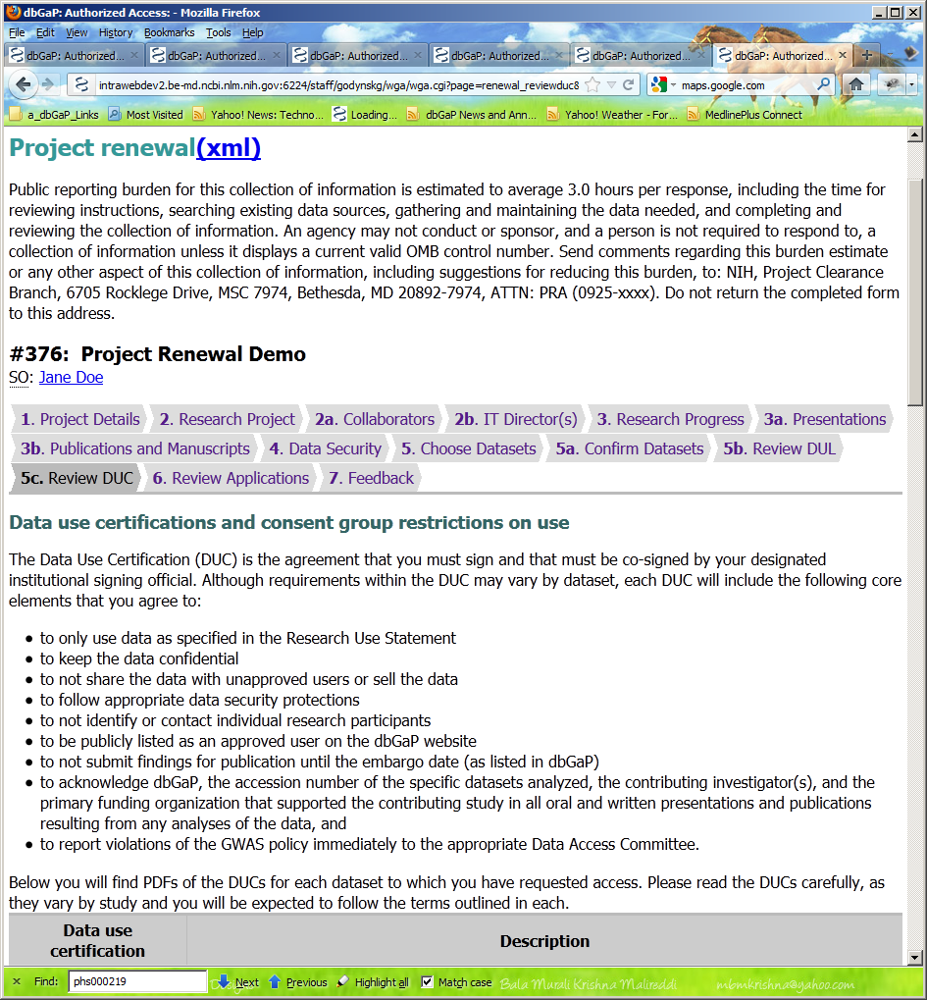 dbGaP: Authorized Access: - Mozilla Firefox
File Edit View History Bookmarks Tools Help
dbGaP: Authorized... dbGaP: Authorized... dbGaP: Authorized... dbGaP: Authorized... dbGaP: Authorized... dbGaP: Authorized...
intrawebdev2.be-md.ncbi.nlm.nih.gov:6224/staff/godynskg/wga/wga.cgi?page=renewal_reviewduc& maps.google.com
a_dbGaP_Links Most Visited Yahoo! News: Techno... Loading... dbGaP News and Ann... Yahoo! Weather - For... MedlinePlus Connect
Project renewal(xml)
Public reporting burden for this collection of information is estimated to average 3.0 hours per response, including the time for
reviewing instructions, searching existing data sources, gathering and maintaining the data needed, and completing and
reviewing the collection of information. An agency may not conduct or sponsor, and a person is not required to respond to, a
collection of information unless it displays a current valid OMB control number. Send comments regarding this burden estimate
or any other aspect of this collection of information, including suggestions for reducing this burden, to: NIH, Project Clearance
Branch, 6705 Rocklege Drive, MSC 7974, Bethesda, MD 20892-7974, ATTN: PRA (0925-xxxx). Do not return the completed form
to this address.
#376: Project Renewal Demo
SO: Jane Doe
1. Project Details 2. Research Project 2a. Collaborators 2b. IT Director(s) 3. Research Progress 3a. Presentations
3b. Publications and Manuscripts 4. Data Security 5. Choose Datasets 5a. Confirm Datasets 5b. Review DUL
5c. Review DUC 6. Review Applications 7. Feedback
Data use certifications and consent group restrictions on use
The Data Use Certification (DUC) is the agreement that you must sign and that must be co-signed by your designated
institutional signing official. Although requirements within the DUC may vary by dataset, each DUC will include the following core
elements that you agree to:
• to only use data as specified in the Research Use Statement
• to keep the data confidential
• to not share the data with unapproved users or sell the data
• to follow appropriate data security protections
• to not identify or contact individual research participants
• to be publicly listed as an approved user on the dbGaP website
• to not submit findings for publication until the embargo date (as listed in dbGaP)
• to acknowledge dbGaP, the accession number of the specific datasets analyzed, the contributing investigator(s), and the
primary funding organization that supported the contributing study in all oral and written presentations and publications
resulting from any analyses of the data, and
• to report violations of the GWAS policy immediately to the appropriate Data Access Committee.
Below you will find PDFs of the DUCs for each dataset to which you have requested access. Please read the DUCs carefully, as
they vary by study and you will be expected to follow the terms outlined in each.
Data use
certification
Description
Find: phs000219 Next Previous Highlight all Match case Bala Murali Krishna Malireddi mbmkrishna@yahoo.com